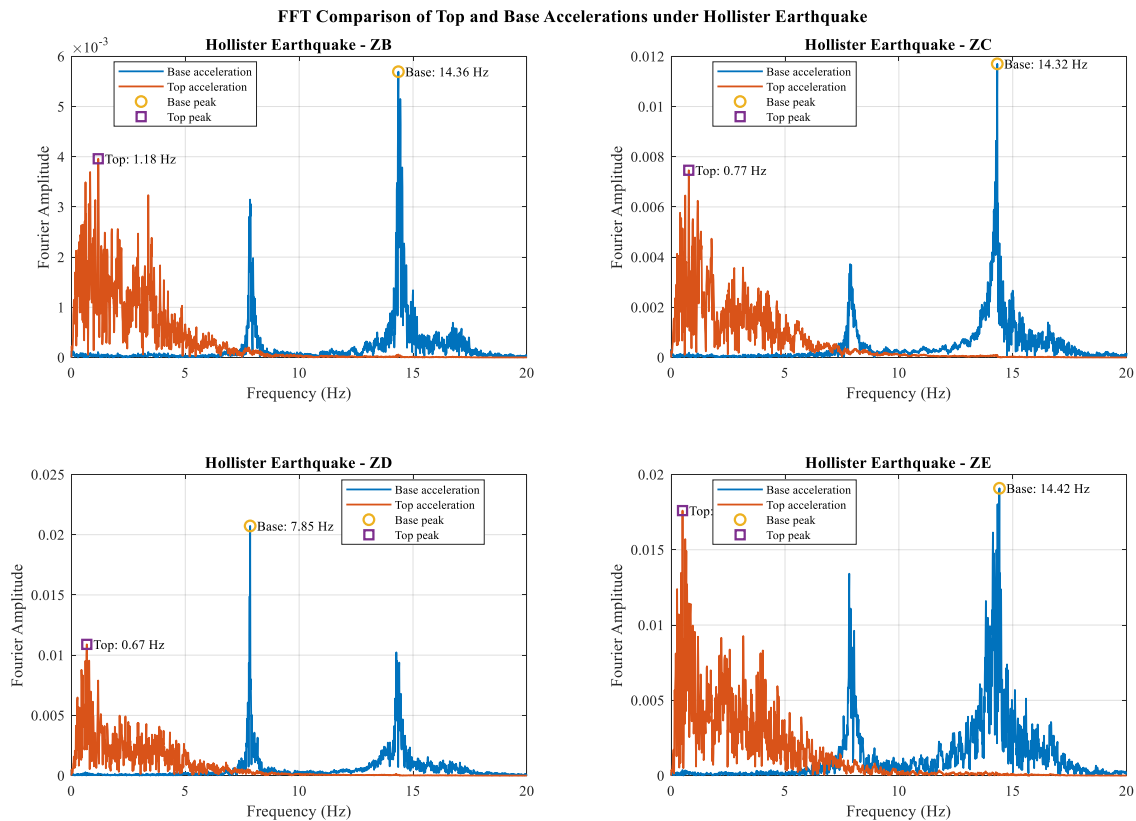 FFT Comparison of Top and Base Accelerations under Hollister Earthquake
Hollister Earthquake - ZB
×10⁻³
Base acceleration
Top acceleration
Base peak
Top peak
Base: 14.36 Hz
Top: 1.18 Hz
Fourier Amplitude
6
5
4
3
2
1
0
0 5 10 15 20
Frequency (Hz)
Hollister Earthquake - ZC
Base acceleration
Top acceleration
Base peak
Top peak
Base: 14.32 Hz
Top: 0.77 Hz
Fourier Amplitude
0.012
0.01
0.008
0.006
0.004
0.002
0
0 5 10 15 20
Frequency (Hz)
Hollister Earthquake - ZD
Base acceleration
Top acceleration
Base peak
Top peak
Base: 7.85 Hz
Top: 0.67 Hz
Fourier Amplitude
0.025
0.02
0.015
0.01
0.005
0
0 5 10 15 20
Frequency (Hz)
Hollister Earthquake - ZE
Base acceleration
Top acceleration
Base peak
Top peak
Base: 14.42 Hz
Top:
Fourier Amplitude
0.02
0.015
0.01
0.005
0
0 5 10 15 20
Frequency (Hz)